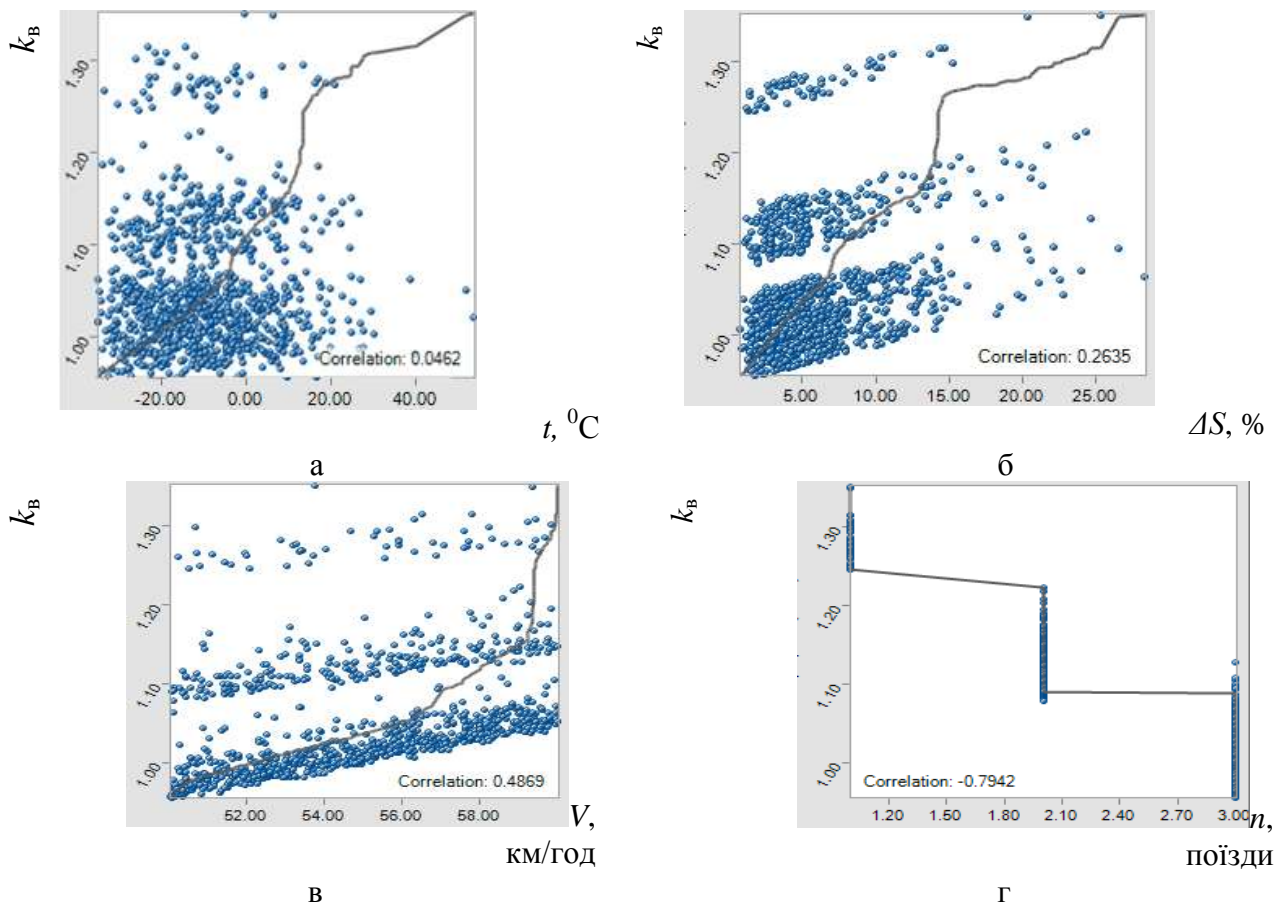 kв
1.30
1.20
1.10
1.00
Correlation: 0.0462
-20.00 0.00 20.00 40.00
t, ⁰C
а
kв
1.30
1.20
1.10
1.00
Correlation: 0.2635
5.00 10.00 15.00 20.00 25.00
ΔS, %
б
kв
1.30
1.20
1.10
1.00
Correlation: 0.4869
52.00 54.00 56.00 58.00
V,
км/год
в
kв
1.30
1.20
1.10
1.00
Correlation: -0.7942
1.20 1.50 1.80 2.10 2.40 2.70 3.00
n,
поїзди
г